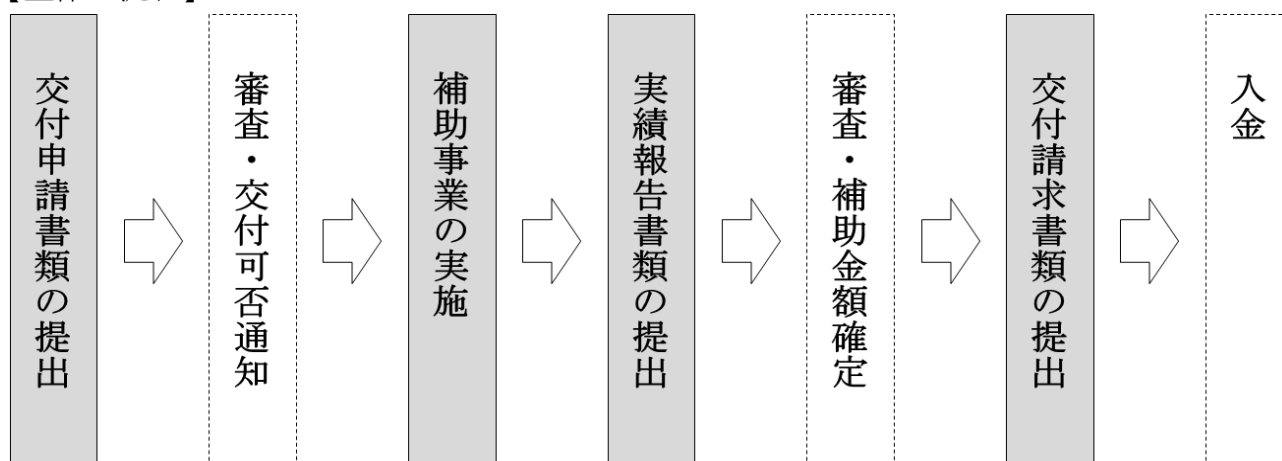 交付申請書類の提出
審査・交付可否通知
補助事業の実施
実績報告書類の提出
審査・補助金額確定
交付請求書類の提出
入金